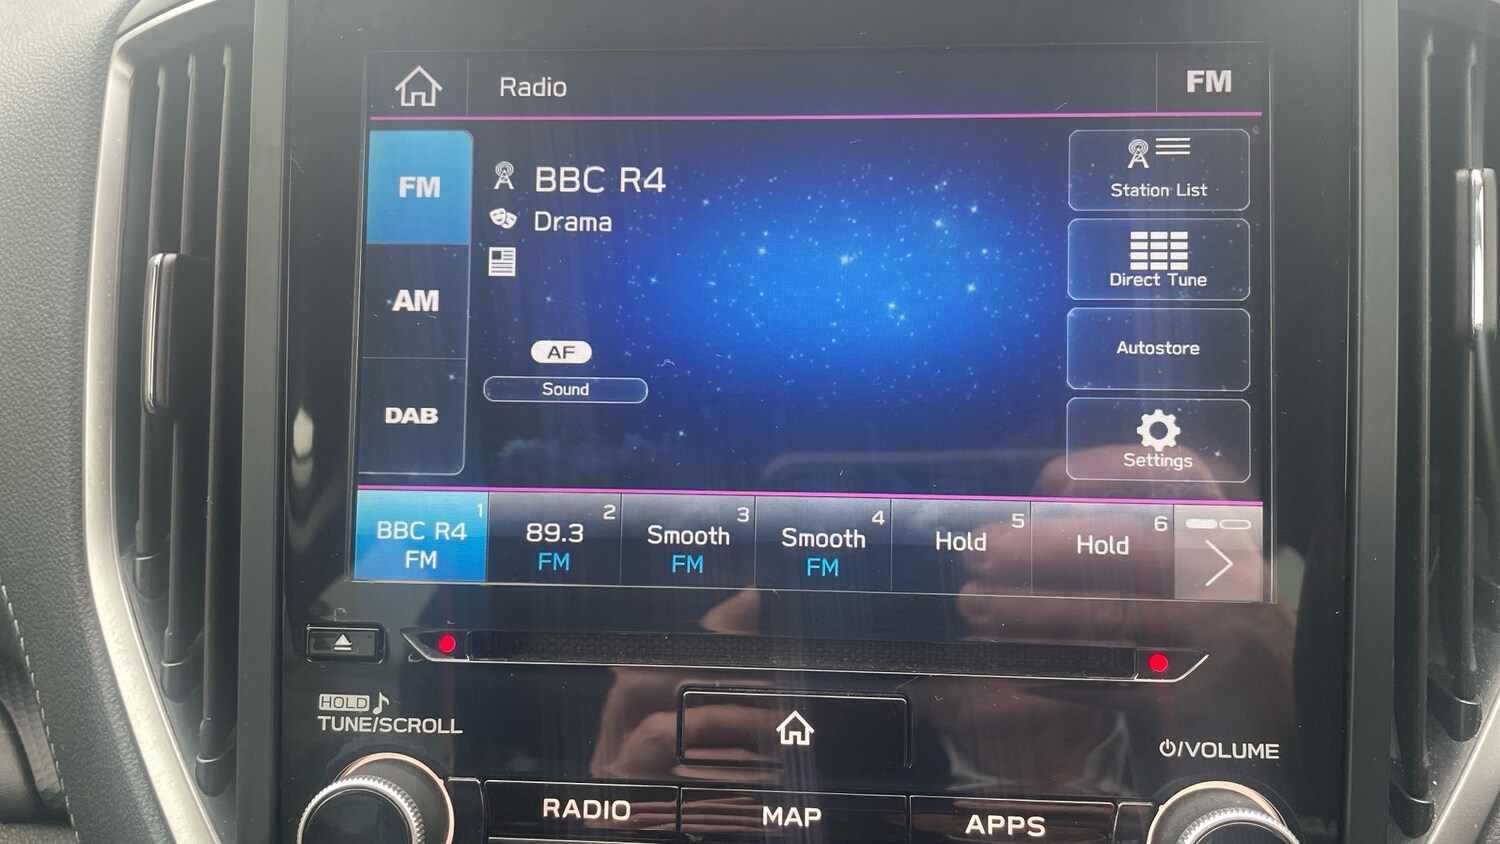 Radio
FM
FM
AM
DAB
BBC R4
Drama
AF
Sound
Station List
Direct Tune
Autostore
Settings
1
BBC R4
FM
2
89.3
FM
3
Smooth
FM
4
Smooth
FM
5
Hold
6
Hold
HOLD
TUNE/SCROLL
/VOLUME
RADIO
MAP
APPS